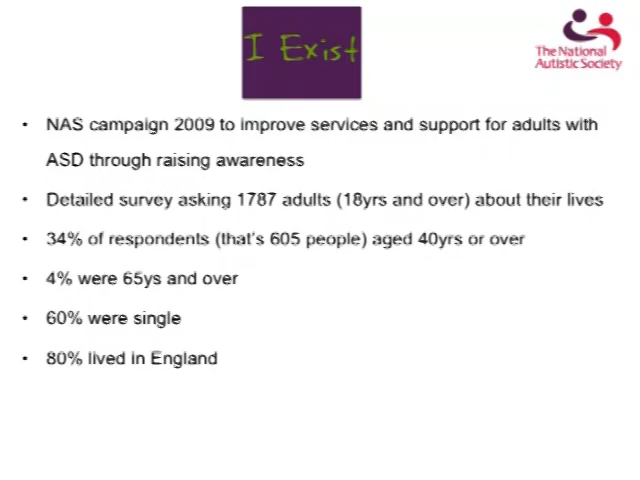 I Exist
The National
Autistic Society
• NAS campaign 2009 to improve services and support for adults with
ASD through raising awareness
• Detailed survey asking 1787 adults (18yrs and over) about their lives
• 34% of respondents (that's 605 people) aged 40yrs or over
• 4% were 65ys and over
• 60% were single
• 80% lived in England